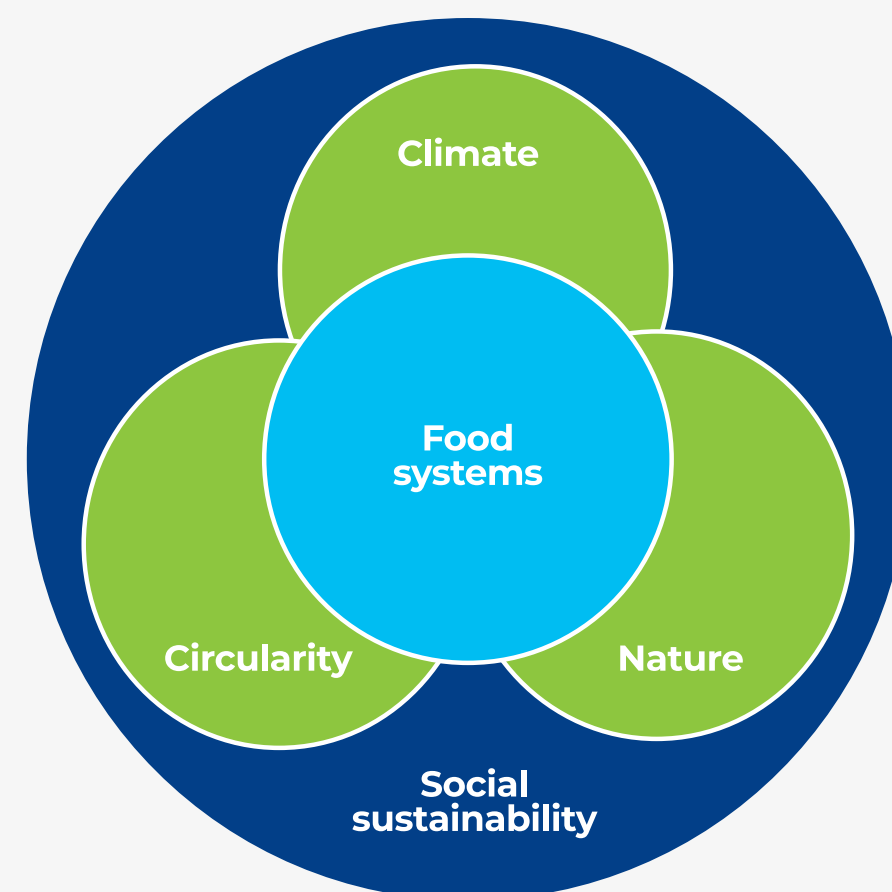 Climate
Food
systems
Circularity
Nature
Social
sustainability